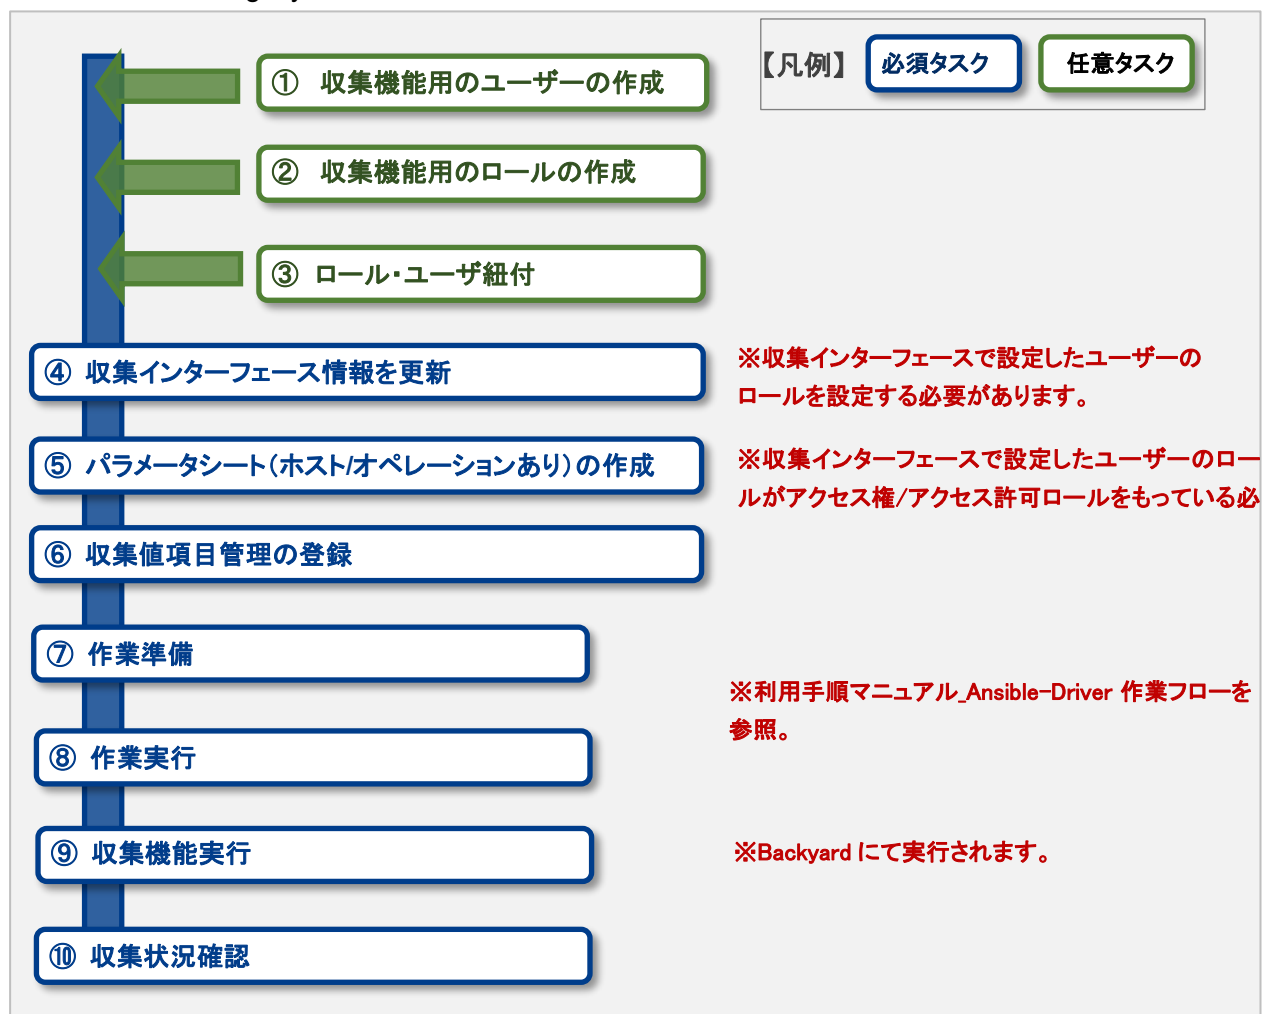 【凡例】 必須タスク 任意タスク
① 収集機能用のユーザーの作成
② 収集機能用のロールの作成
③ ロール・ユーザ紐付
④ 収集インターフェース情報を更新
※収集インターフェースで設定したユーザーの
ロールを設定する必要があります。
⑤ パラメータシート（ホスト/オペレーションあり）の作成
※収集インターフェースで設定したユーザーのロー
ルがアクセス権/アクセス許可ロールをもっている必
⑥ 収集値項目管理の登録
⑦ 作業準備
※利用手順マニュアル_Ansible-Driver 作業フローを
参照。
⑧ 作業実行
⑨ 収集機能実行
※Backyard にて実行されます。
⑩ 収集状況確認